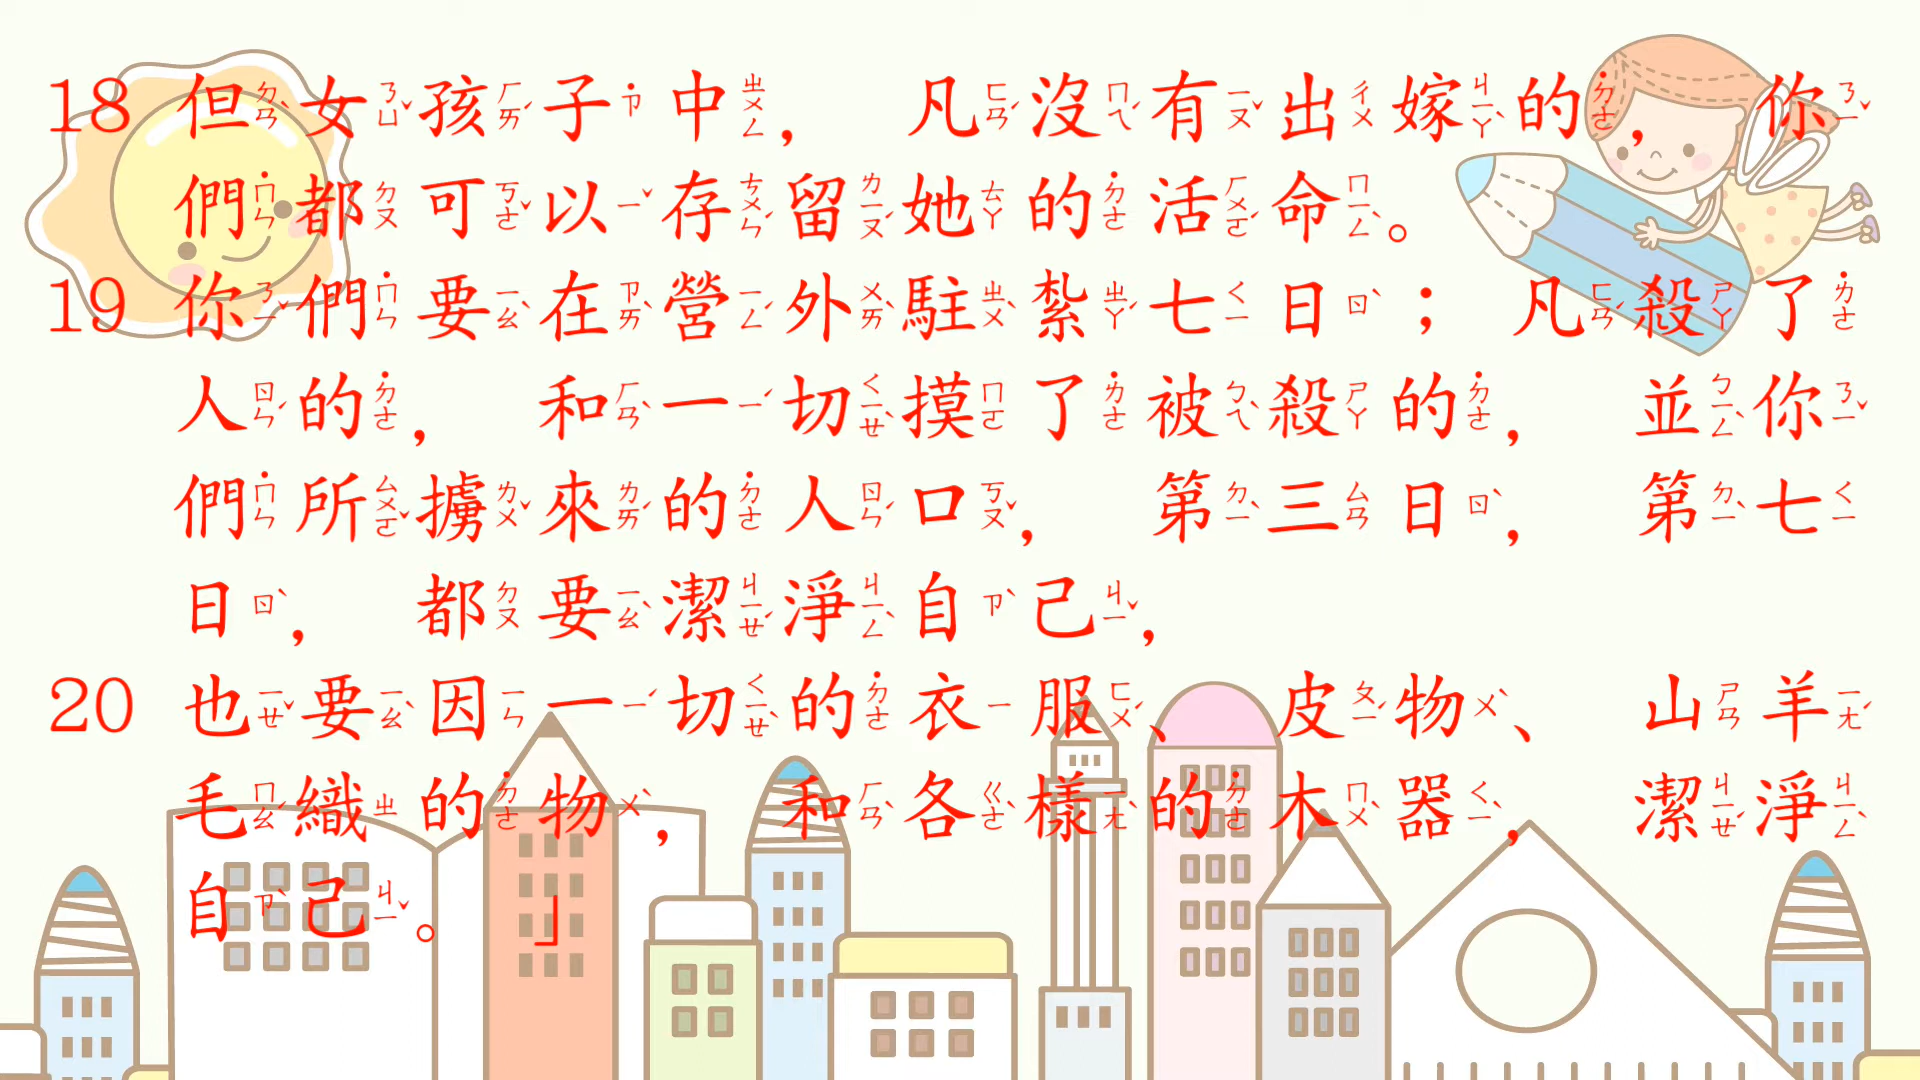 18 但女孩子中，凡沒有出嫁的，你
們都可以存留她的活命。
19 你們要在營外駐紮七日；凡殺了
人的，和一切摸了被殺的，並你
們所擄來的人口，第三日，第七
日，都要潔淨自己，
20 也要因一切的衣服、皮物、山羊
毛織的物，和各樣的木器，潔淨
自己。」